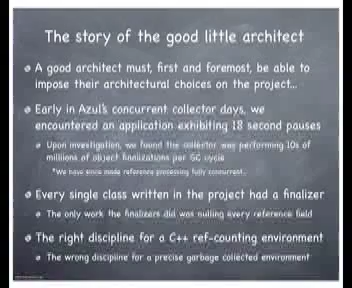 The story of the good little architect
A good architect must, first and foremost, be able to
impose their architectural choices on the project...
Early in Azul's concurrent collector days, we
encountered an application exhibiting 18 second pauses
Upon investigation, we found the collector was performing 10s of
millions of object finalizations per GC cycle
*We have since made reference processing fully concurrent...
Every single class written in the project had a finalizer
The only work the finalizers did was nulling every reference field
The right discipline for a C++ ref-counting environment
The wrong discipline for a precise garbage collected environment